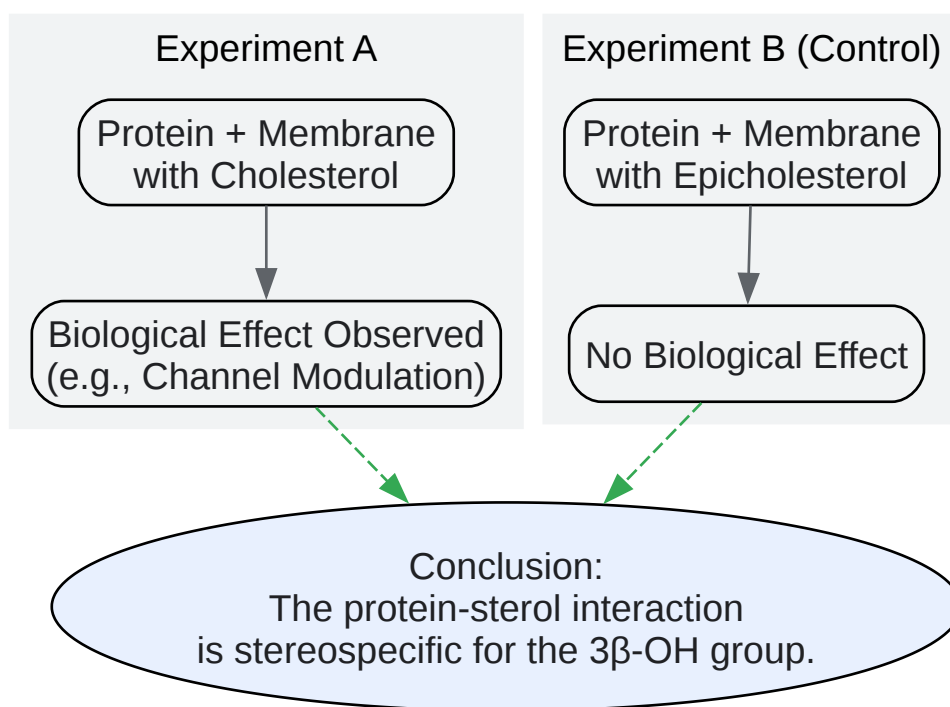 Experiment A
Protein + Membrane
with Cholesterol
Biological Effect Observed
(e.g., Channel Modulation)
Experiment B (Control)
Protein + Membrane
with Epicholesterol
No Biological Effect
Conclusion:
The protein-sterol interaction
is stereospecific for the 3β-OH group.